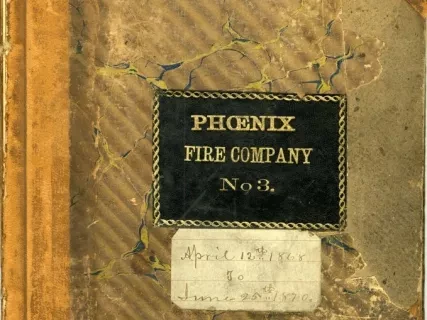 PHŒNIX
FIRE COMPANY
No 3.
April 12th 1868
To
June 25th 1870.